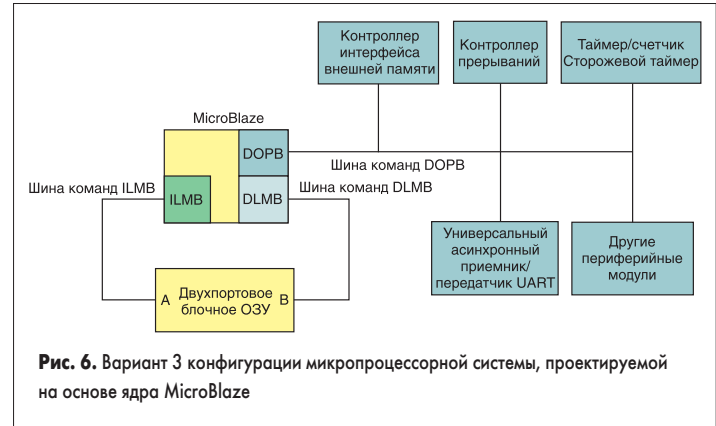 Контроллер
интерфейса
внешней памяти
Контроллер
прерываний
Таймер/счетчик
Сторожевой таймер
MicroBlaze
DOPB
Шина команд DOPB
Шина команд ILMB
ILMB
DLMB
Шина команд DLMB
Универсальный
асинхронный
приемник/
передатчик UART
Другие
периферийные
модули
A
Двухпортовое
блочное ОЗУ
B
Рис. 6. Вариант 3 конфигурации микропроцессорной системы, проектируемой
на основе ядра MicroBlaze